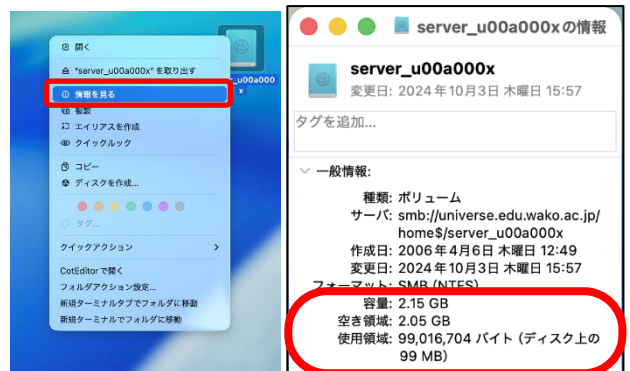 開く
"server_u00a000x" を取り出す
情報を見る
複製
エイリアスを作成
クイックルック
コピー
ディスクを作成...
タグ...
クイックアクション
CotEditor で開く
フォルダアクション設定...
新規ターミナルタブでフォルダに移動
新規ターミナルでフォルダに移動
_u00a000
x
server_u00a000xの情報
server_u00a000x
変更日: 2024年10月3日 木曜日 15:57
タグを追加...
一般情報:
種類: ボリューム
サーバ: smb://universe.edu.wako.ac.jp/
home$/server_u00a000x
作成日: 2006年4月6日 木曜日 12:49
変更日: 2024年10月3日 木曜日 15:57
フォーマット: SMB (NTFS)
容量: 2.15 GB
空き領域: 2.05 GB
使用領域: 99,016,704 バイト (ディスク上の
99 MB)